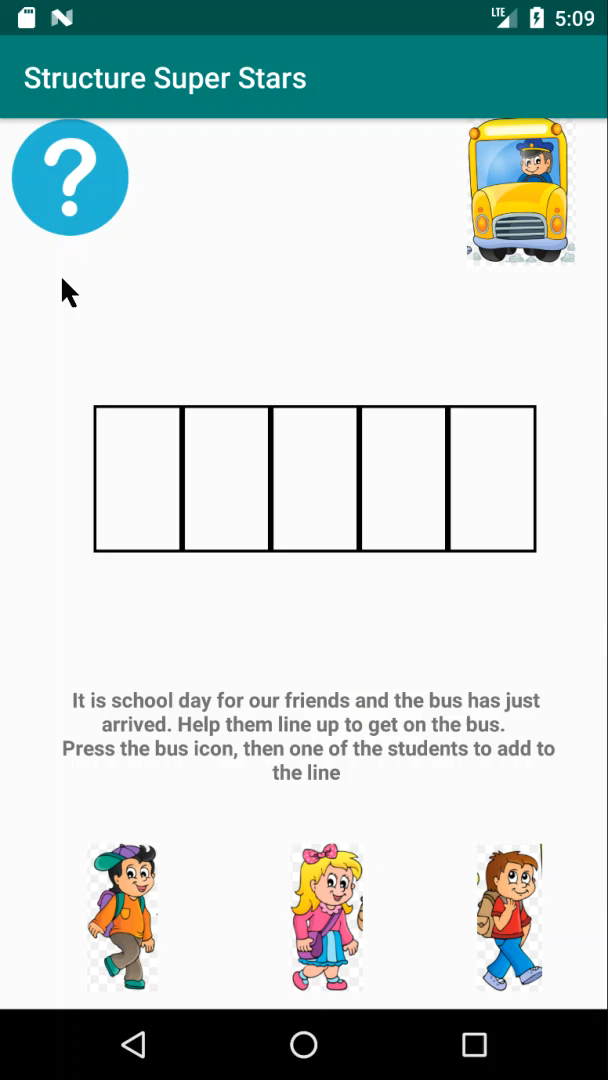 LTE 5:09
Structure Super Stars
?
It is school day for our friends and the bus has just
arrived. Help them line up to get on the bus.
Press the bus icon, then one of the students to add to
the line